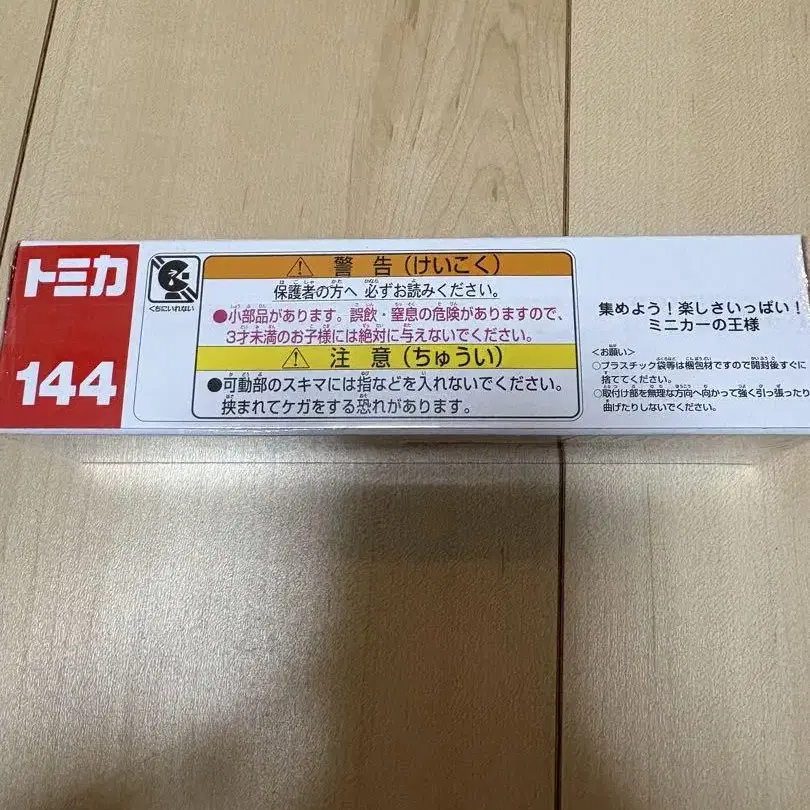 トミカ
144
くちにいれない
警告(けいこく)
保護者の方へ 必ずお読みください。
●小部品があります。誤飲・窒息の危険がありますので、
3才未満のお子様には絶対に与えないでください。
注意(ちゅうい)
●可動部のスキマには指などを入れないでください。
挟まれてケガをする恐れがあります。
集めよう!楽しさいっぱい!
ミニカーの王様
<お願い>
○プラスチック袋等は梱包材ですので開封後すぐに
捨ててください。
○取付け部を無理な方向へ向かって強く引っ張ったり
曲げたりしないでください。